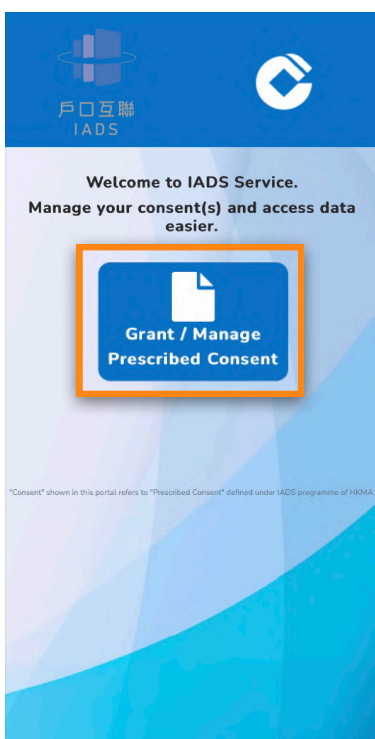 戶口互聯
IADS
Welcome to IADS Service.
Manage your consent(s) and access data
easier.
Grant / Manage
Prescribed Consent
"Consent" shown in this portal refers to "Prescribed Consent" defined under IADS programme of HKMA.